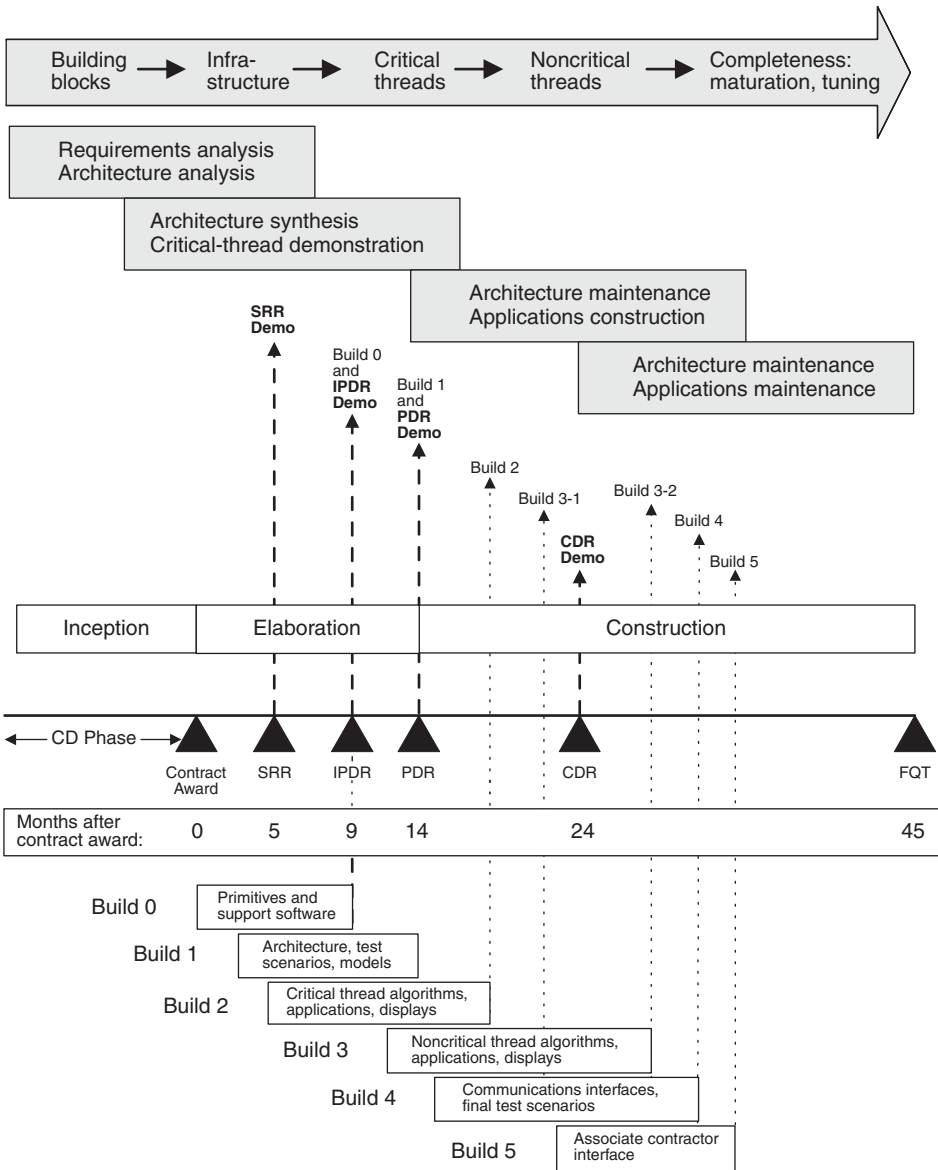 Building
blocks
Infra-
structure
Critical
threads
Noncritical
threads
Completeness:
maturation, tuning
Requirements analysis
Architecture analysis
Architecture synthesis
Critical-thread demonstration
Architecture maintenance
Applications construction
Architecture maintenance
Applications maintenance
SRR
Demo
Build 0
and
IPDR
Demo
Build 1
and
PDR
Demo
Build 2
Build 3-1
CDR
Demo
Build 3-2
Build 4
Build 5
Inception
Elaboration
Construction
CD Phase
Contract
Award
SRR
IPDR
PDR
CDR
FQT
Months after
contract award:
0
5
9
14
24
45
Build 0
Primitives and
support software
Build 1
Architecture, test
scenarios, models
Build 2
Critical thread algorithms,
applications, displays
Build 3
Noncritical thread algorithms,
applications, displays
Build 4
Communications interfaces,
final test scenarios
Build 5
Associate contractor
interface